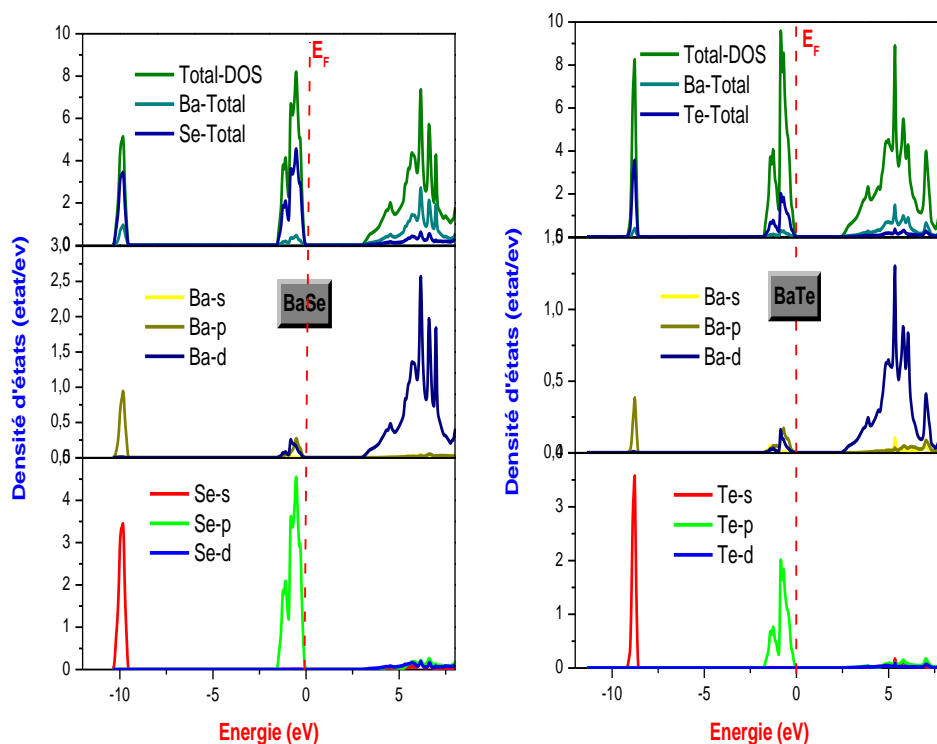 Densité d'états (etat/ev)
10
8
6
4
2
E_F
Total-DOS
Ba-Total
Se-Total
3,0
2,5
2,0
1,5
1,0
0,5
BaSe
Ba-s
Ba-p
Ba-d
4
3
2
1
0
Se-s
Se-p
Se-d
-10 -5 0 5
Energie (eV)
Densité d'états (etat/ev)
10
8
6
4
2
E_F
Total-DOS
Ba-Total
Te-Total
1,0
0,5
BaTe
Ba-s
Ba-p
Ba-d
3
2
1
0
Te-s
Te-p
Te-d
-10 -5 0 5
Energie (eV)